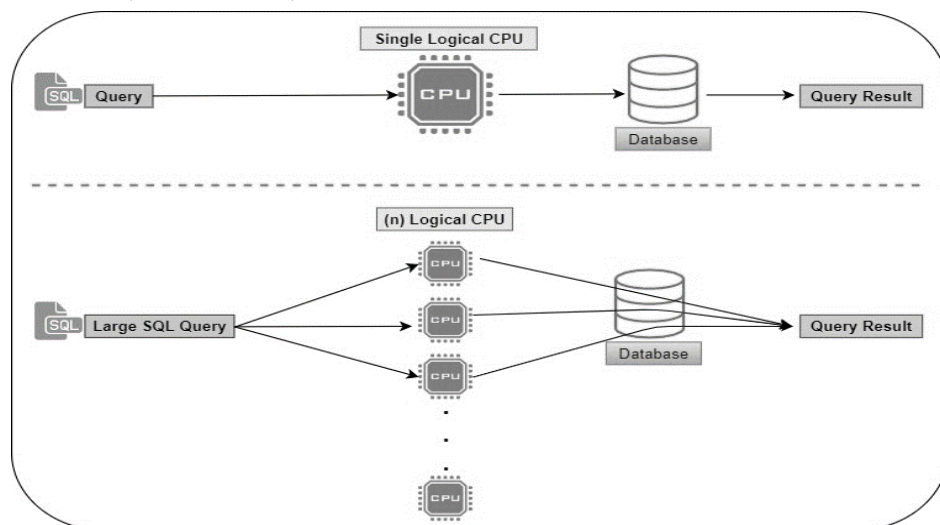 Single Logical CPU
SQL
Query
CPU
Query Result
Database
(n) Logical CPU
CPU
SQL
Large SQL Query
CPU
Query Result
Database
CPU
CPU